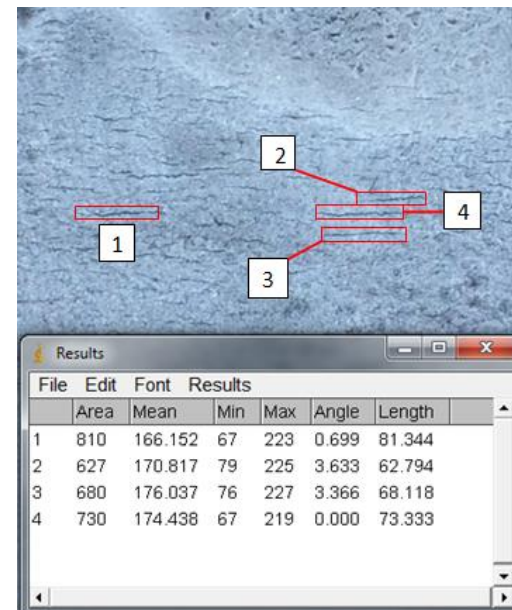 2
4
1
3
Results
File Edit Font Results
Area Mean Min Max Angle Length
1 810 166.152 67 223 0.699 81.344
2 627 170.817 79 225 3.633 62.794
3 680 176.037 76 227 3.366 68.118
4 730 174.438 67 219 0.000 73.333